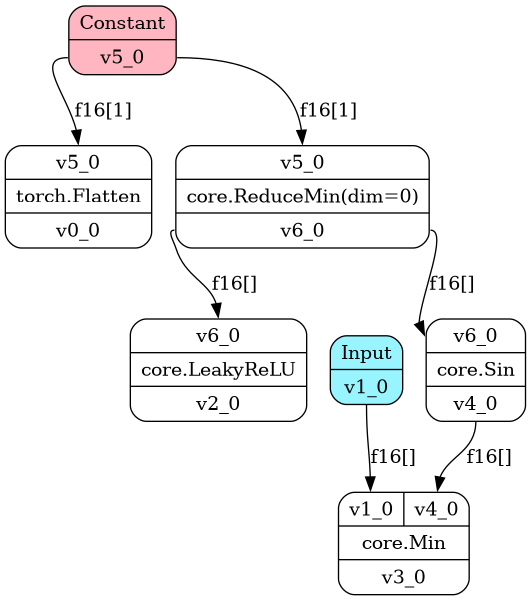 Constant
v5_0
f16[1]
f16[1]
v5_0
torch.Flatten
v0_0
v5_0
core.ReduceMin(dim=0)
v6_0
f16[]
f16[]
v6_0
core.LeakyReLU
v2_0
Input
v1_0
v6_0
core.Sin
v4_0
f16[]
f16[]
v1_0 v4_0
core.Min
v3_0